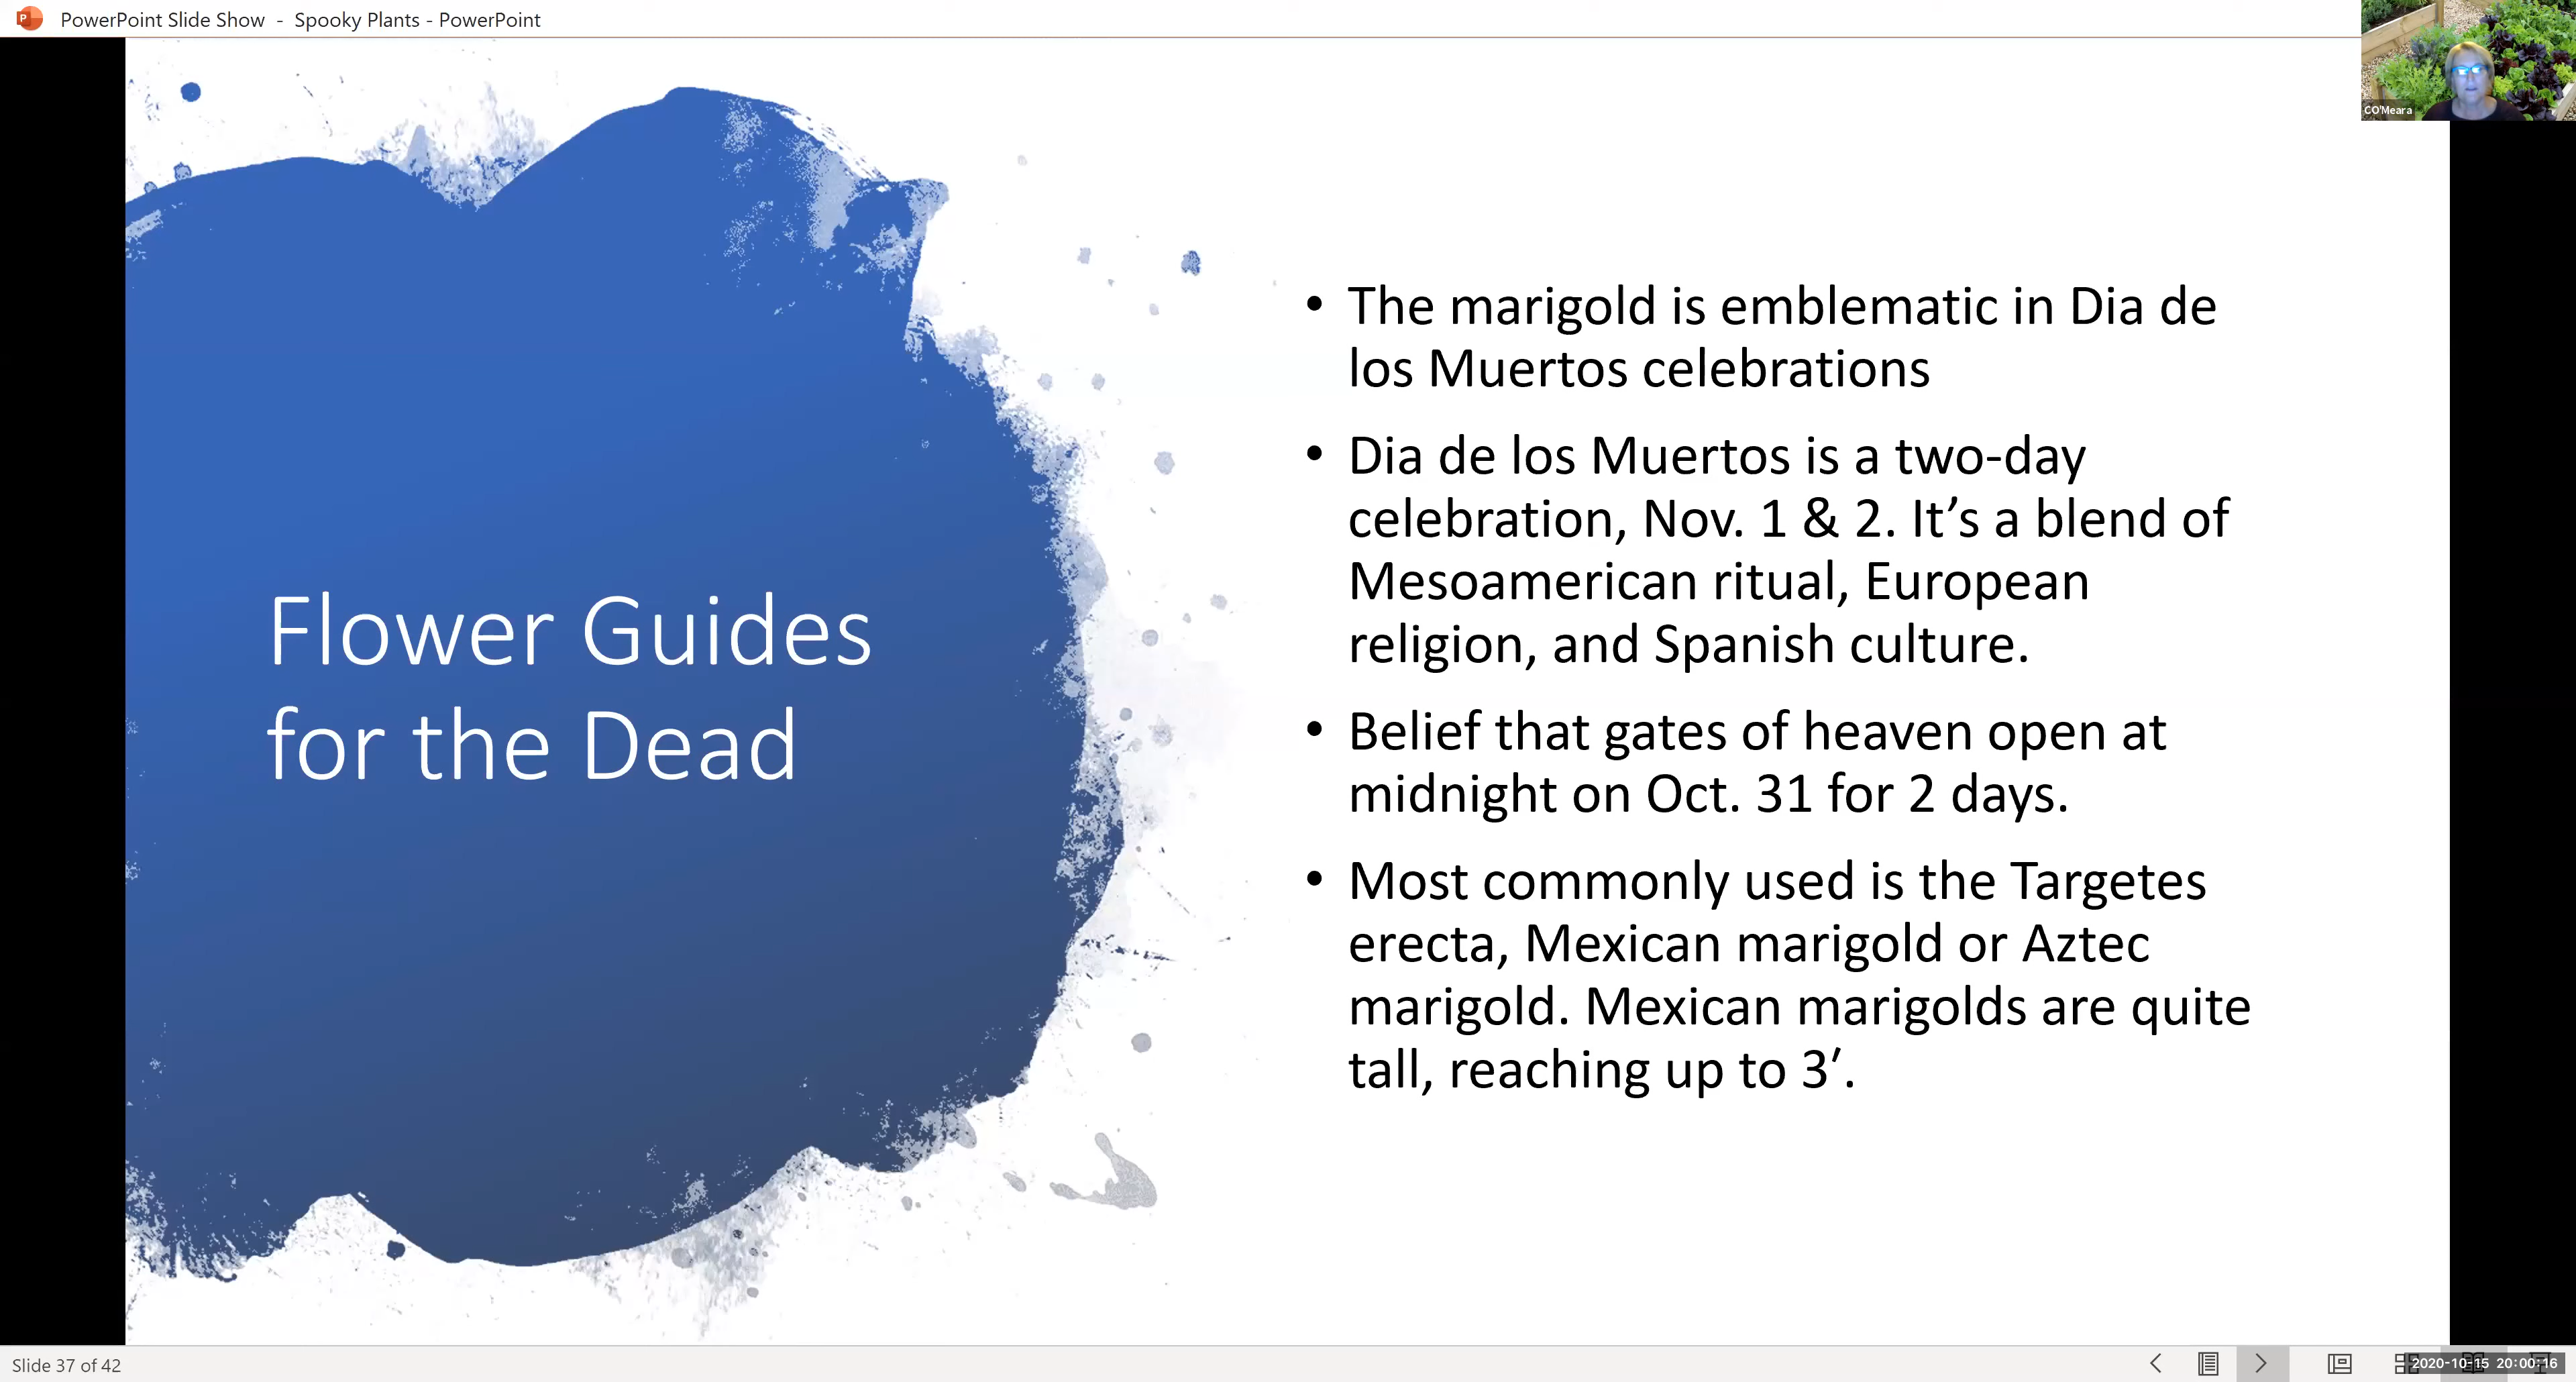 PowerPoint Slide Show - Spooky Plants - PowerPoint
CO'Meara
Flower Guides
for the Dead
• The marigold is emblematic in Dia de
los Muertos celebrations
• Dia de los Muertos is a two-day
celebration, Nov. 1 & 2. It’s a blend of
Mesoamerican ritual, European
religion, and Spanish culture.
• Belief that gates of heaven open at
midnight on Oct. 31 for 2 days.
• Most commonly used is the Targetes
erecta, Mexican marigold or Aztec
marigold. Mexican marigolds are quite
tall, reaching up to 3′.
Slide 37 of 42
2020-10-15 20:00:16